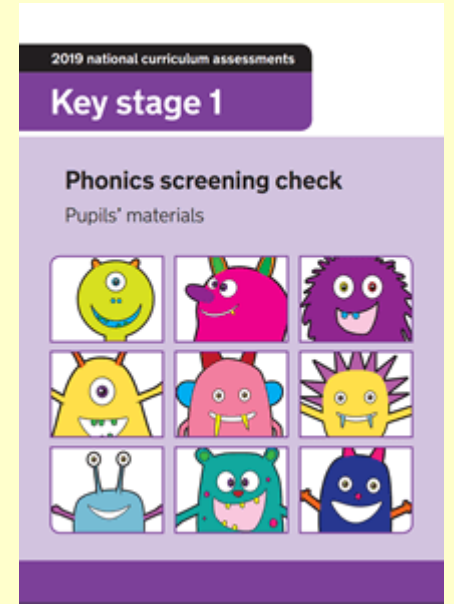 2019 national curriculum assessments
Key stage 1
Phonics screening check
Pupils’ materials